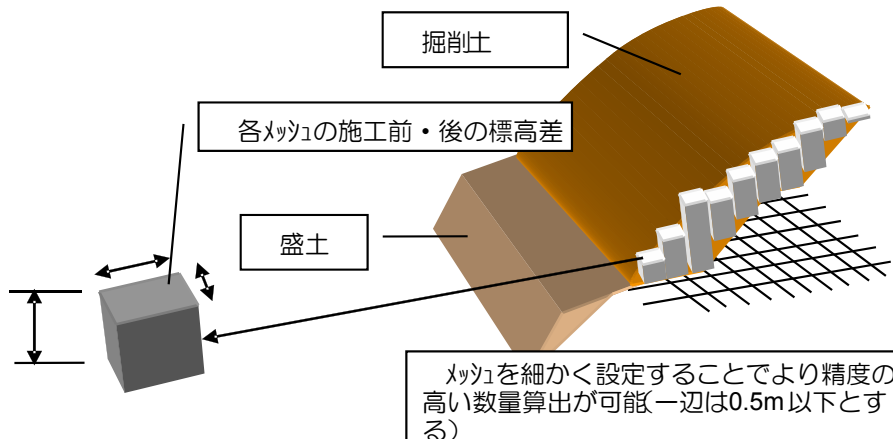 掘削土
各ﾒｯｼｭの施工前・後の標高差
盛土
ﾒｯｼｭを細かく設定することでより精度の
高い数量算出が可能(一辺は0.5m以下とす
る)